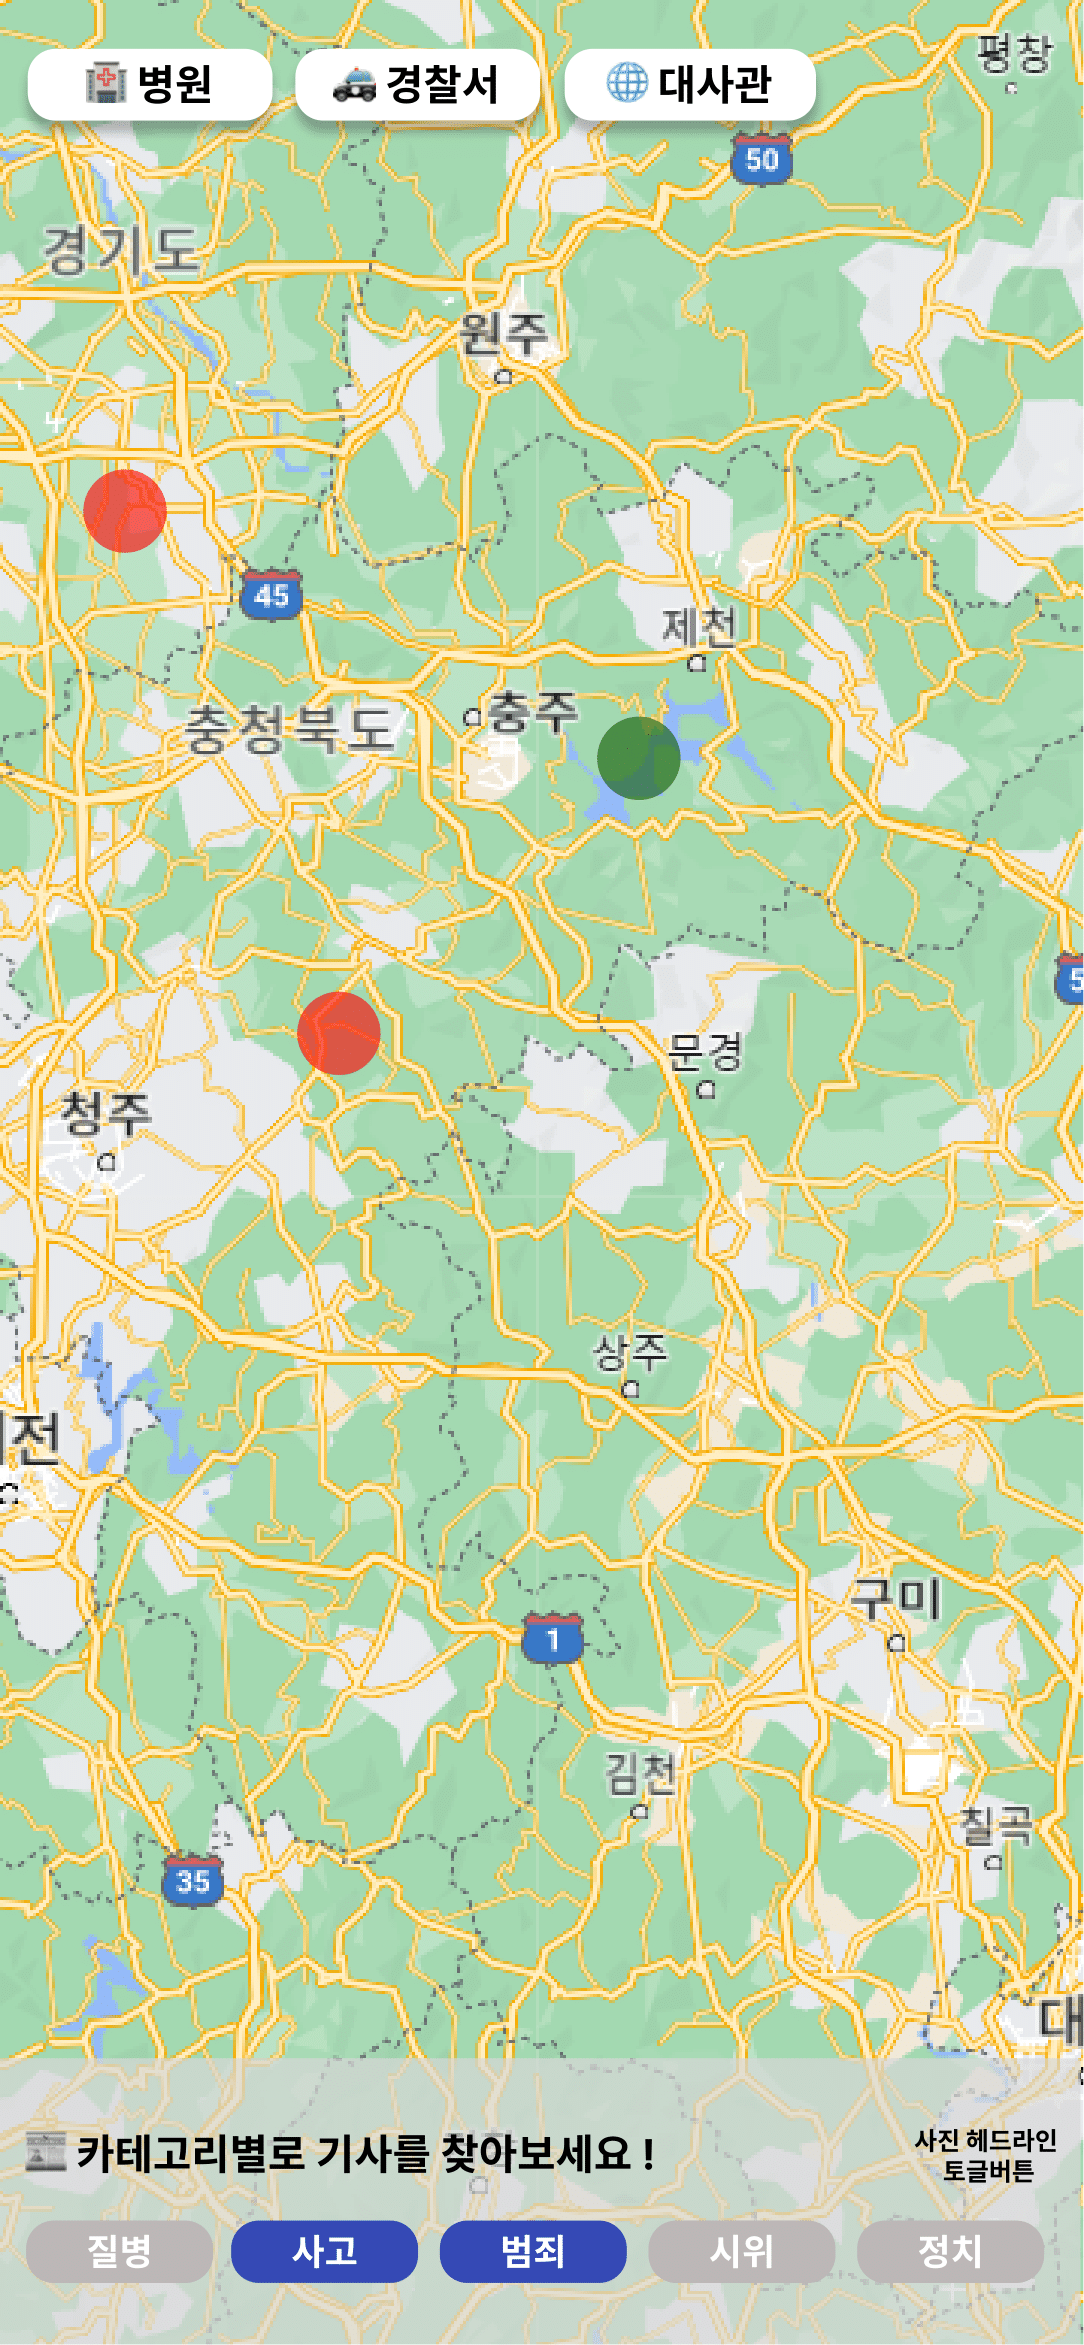 병원
경찰서
대사관
평창
50
경기도
원주
45
제천
충주
충청북도
5
문경
청주
상주
전
구미
1
김천
칠곡
35
대
카테고리별로 기사를 찾아보세요 !
사진 헤드라인
토글버튼
질병
사고
범죄
시위
정치